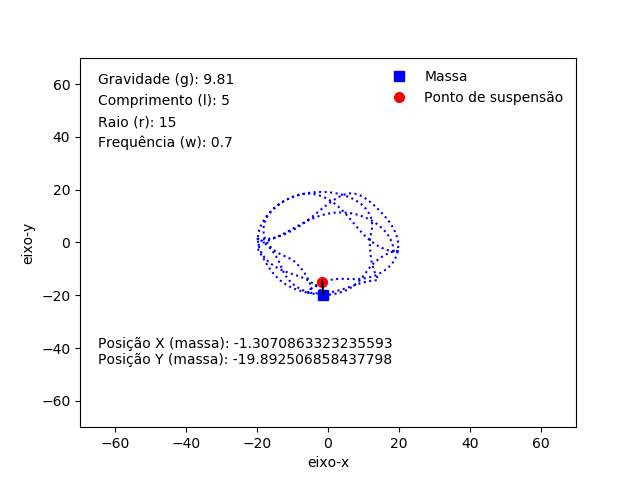 Gravidade (g): 9.81
Comprimento (l): 5
Raio (r): 15
Frequência (w): 0.7
Massa
Ponto de suspensão
60
40
20
0
−20
−40
−60
eixo-y
Posição X (massa): -1.3070863323235593
Posição Y (massa): -19.892506858437798
−60
−40
−20
0
20
40
60
eixo-x